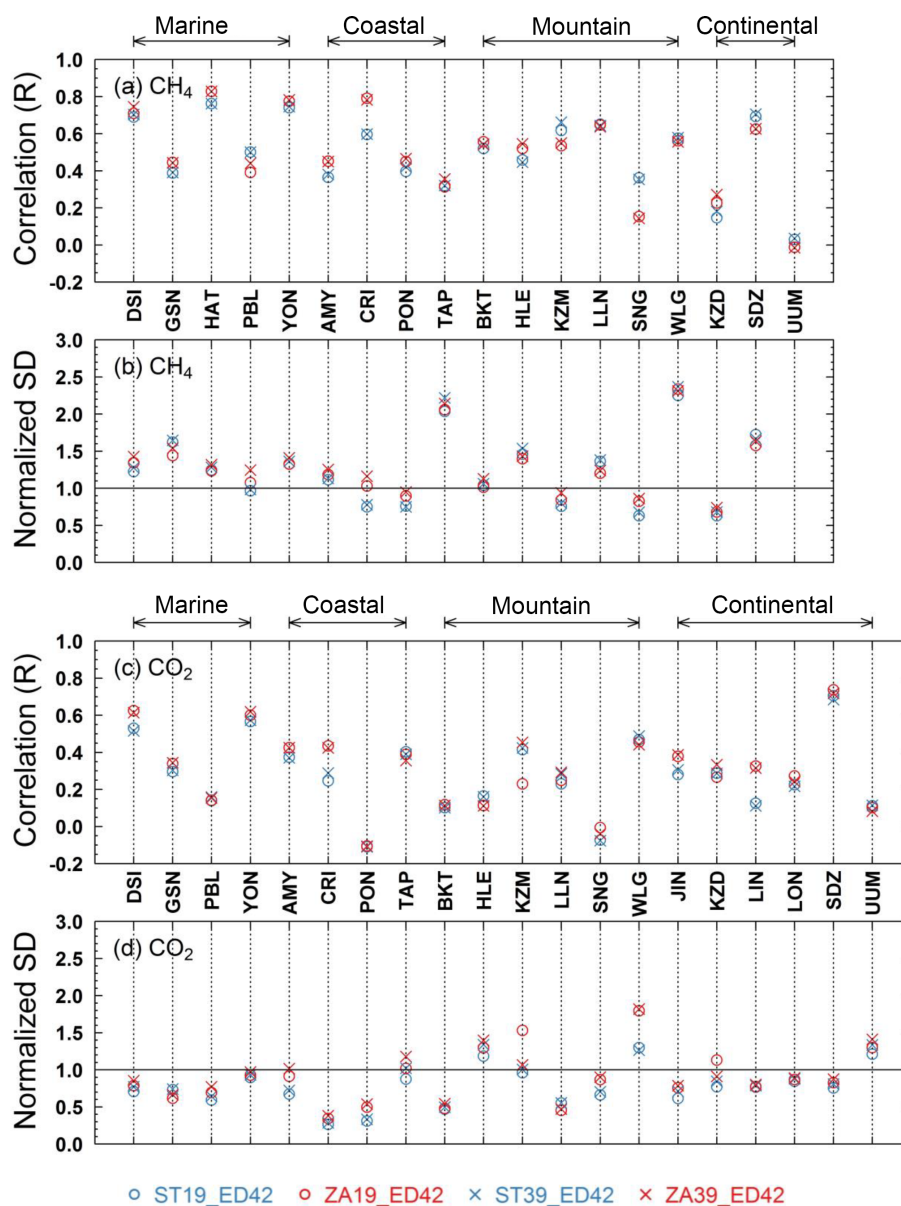 Marine Coastal Mountain Continental
(a) CH4
Correlation (R)
1.0
0.8
0.6
0.4
0.2
0.0
-0.2
DSI GSN HAT PBL YON AMY CRI PON TAP BKT HLE KZM LLN SNG WLG KZD SDZ UUM
(b) CH4
Normalized SD
3.0
2.5
2.0
1.5
1.0
0.5
0.0
Marine Coastal Mountain Continental
(c) CO2
Correlation (R)
1.0
0.8
0.6
0.4
0.2
0.0
-0.2
DSI GSN PBL YON AMY CRI PON TAP BKT HLE KZM LLN SNG WLG JIN KZD LIN LON SDZ UUM
(d) CO2
Normalized SD
3.0
2.5
2.0
1.5
1.0
0.5
0.0
ST19_ED42 ZA19_ED42 ST39_ED42 ZA39_ED42